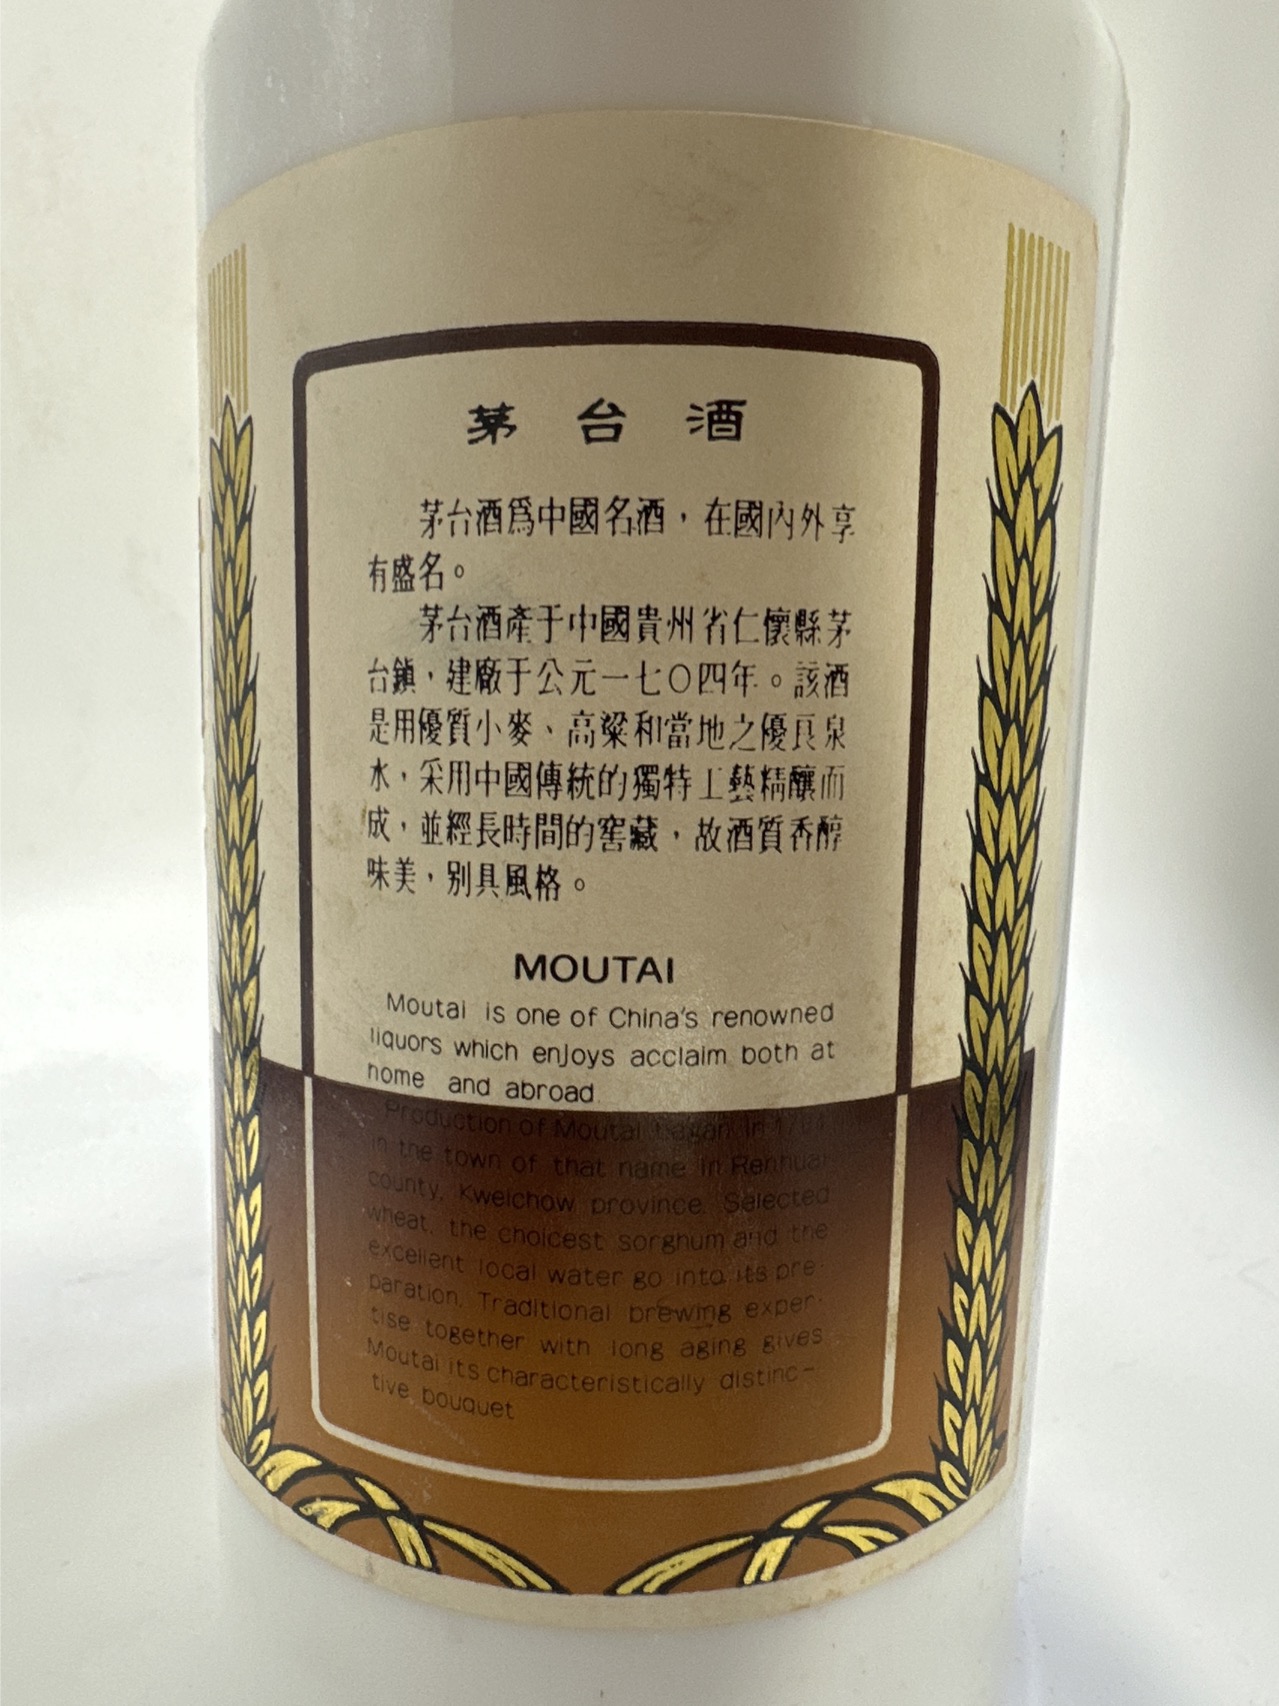 茅台酒
茅台酒爲中國名酒，在國內外享
有盛名。
茅台酒產于中國貴州省仁懷縣茅
台鎮，建廠于公元一七〇四年。該酒
是用優質小麥、高粱和當地之優良泉
水，采用中國傳統的獨特工藝精釀而
成，並經長時間的窖藏，故酒質香醇
味美，別具風格。
MOUTAI
Moutai is one of China's renowned
liquors which enjoys acclaim both at
home and abroad.
Production of Moutai began in
in the town of that name in Renhuai
county, Kweichow province. Selected
wheat, the choicest sorghum and the
excellent local water go into its pre-
paration. Traditional brewing exper-
tise together with long aging gives
Moutai its characteristically distinc-
tive bouquet